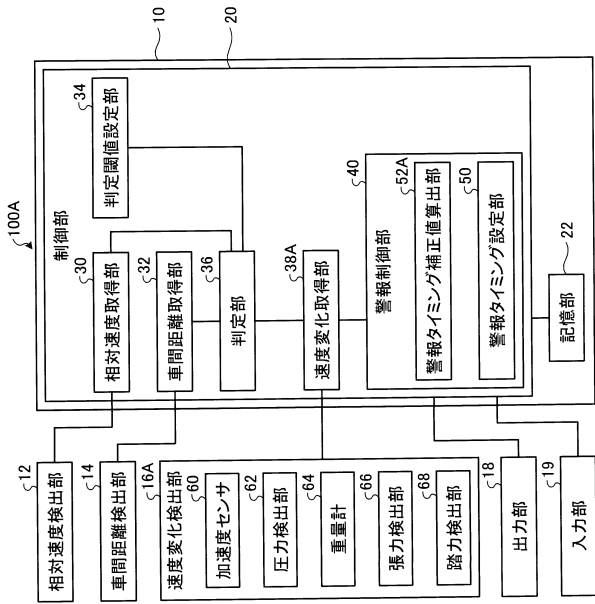 100A
10
20
制御部
34
判定閾値設定部
30
相対速度取得部
32
車間距離取得部
36
判定部
38A
速度変化取得部
40
警報制御部
52A
警報タイミング補正値算出部
50
警報タイミング設定部
22
記憶部
12
相対速度検出部
14
車間距離検出部
16A
速度変化検出部
60
加速度センサ
62
圧力検出部
64
重量計
66
張力検出部
68
踏力検出部
18
出力部
19
入力部